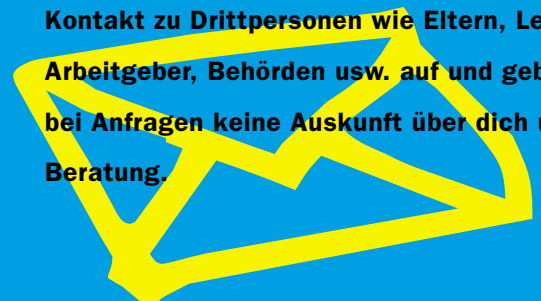 Kontakt zu Drittpersonen wie Eltern, Le
Arbeitgeber, Behörden usw. auf und geb
bei Anfragen keine Auskunft über dich u
Beratung.